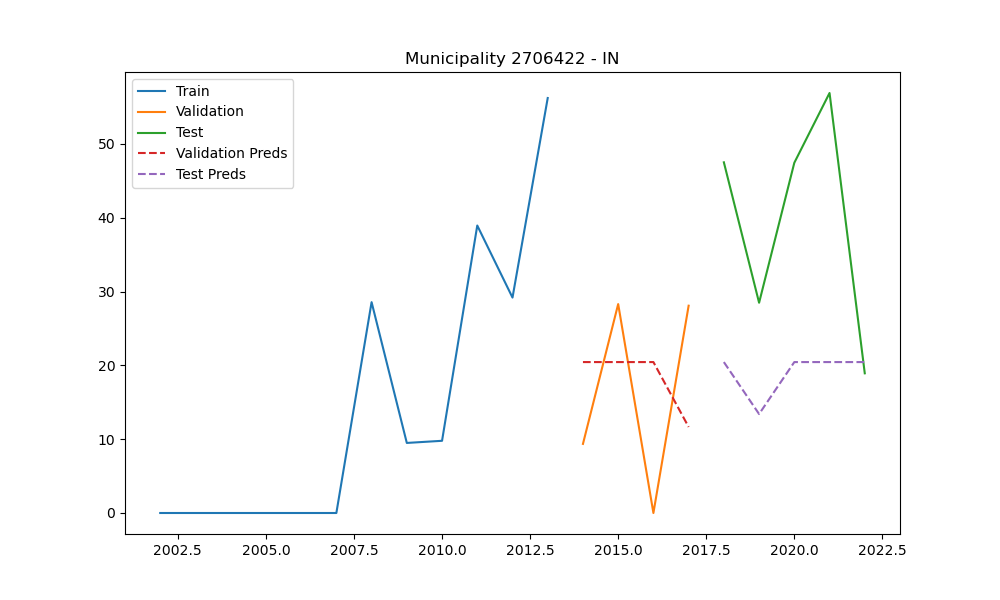 Municipality 2706422 - IN
Train
Validation
Test
Validation Preds
Test Preds
50
40
30
20
10
0
2002.5 2005.0 2007.5 2010.0 2012.5 2015.0 2017.5 2020.0 2022.5